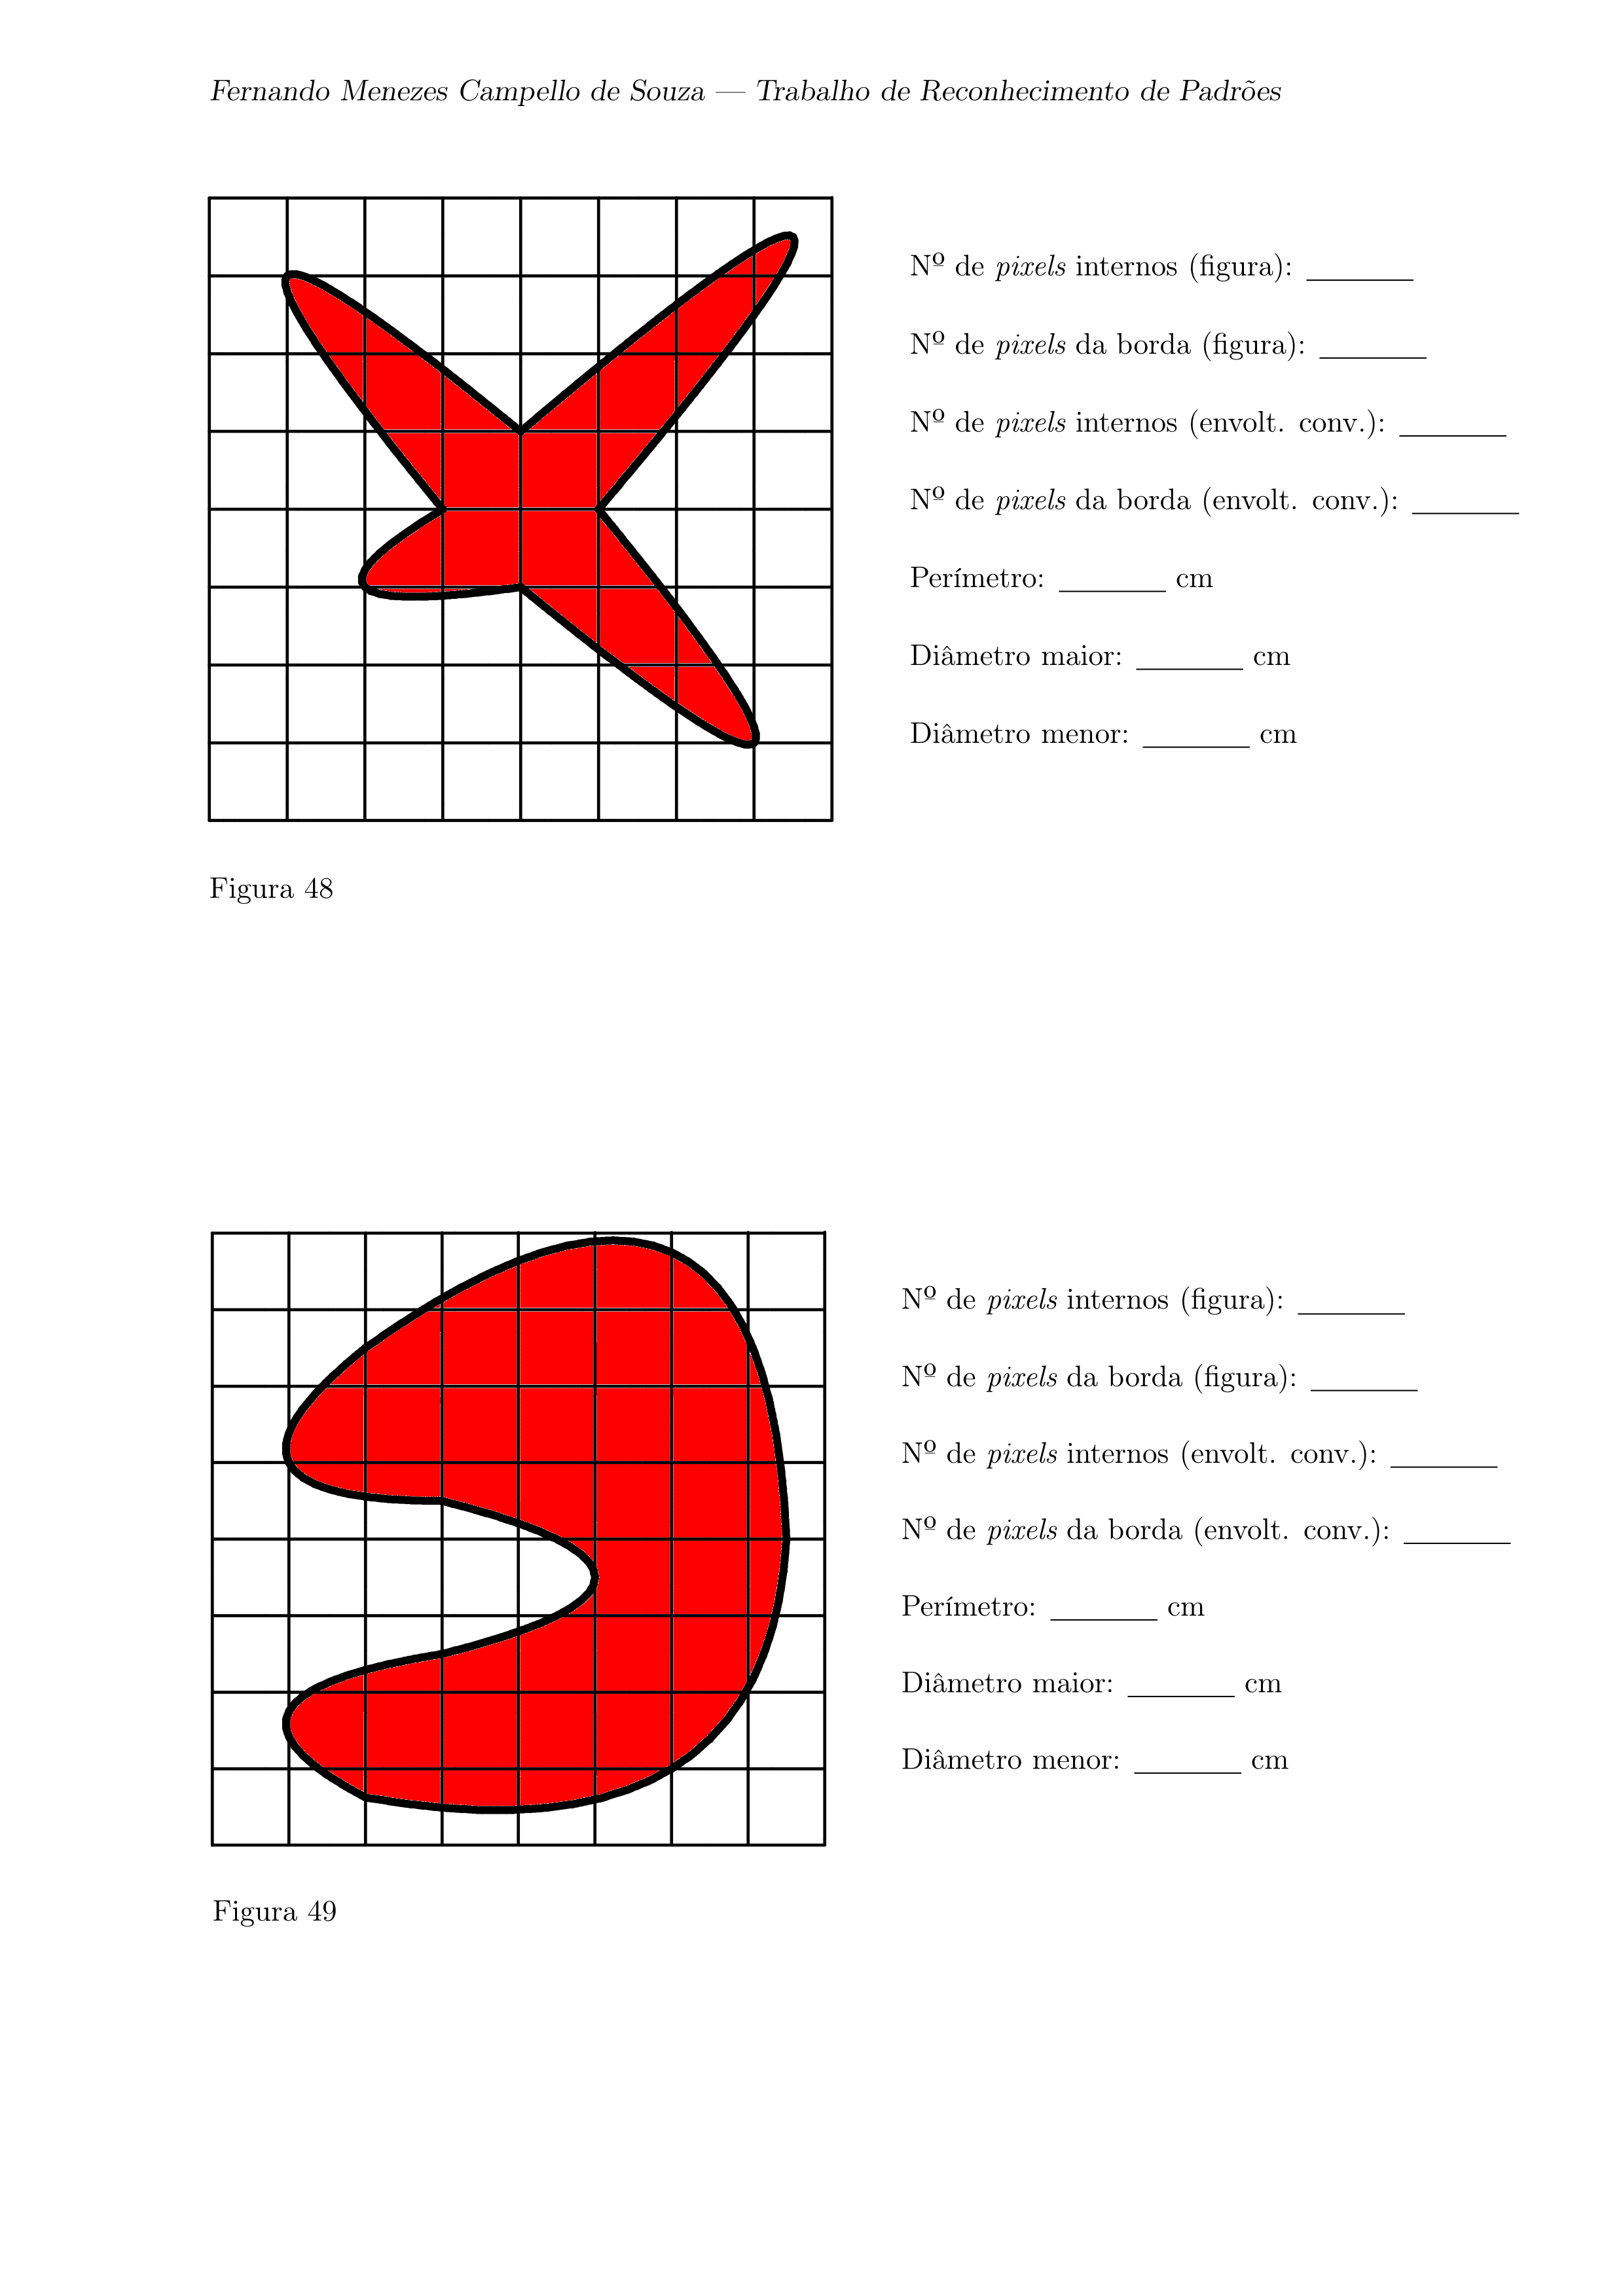 Fernando Menezes Campello de Souza — Trabalho de Reconhecimento de Padrões
Nº de pixels internos (figura): _______
Nº de pixels da borda (figura): _______
Nº de pixels internos (envolt. conv.): _______
Nº de pixels da borda (envolt. conv.): _______
Perímetro: _______ cm
Diâmetro maior: _______ cm
Diâmetro menor: _______ cm
Figura 48
Nº de pixels internos (figura): _______
Nº de pixels da borda (figura): _______
Nº de pixels internos (envolt. conv.): _______
Nº de pixels da borda (envolt. conv.): _______
Perímetro: _______ cm
Diâmetro maior: _______ cm
Diâmetro menor: _______ cm
Figura 49